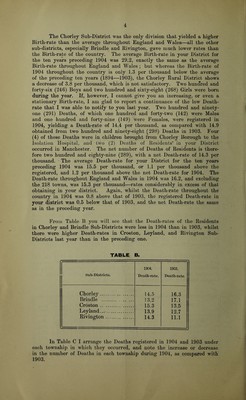 4
The Chorley Sub-Division was the only division that yielded a higher
Birth-rate than the average throughout England and Wales—all the other
sub-districts, especially Brindle and Rivington, gave much lower rates than
the Birth-rate of the country. The average Birth-rate in your District for
the ten years preceding 1904 was 29.2, exactly the same as the average
Birth-rate throughout England and Wales; but whereas the Birth-rate of
1904 throughout the country is only 1.3 per thousand below the average
of the preceding ten years (1894—1903), the Chorley Rural District shews
a decrease of 3.8 per thousand, which is not satisfactory. Two hundred and
forty-six (246) Boys and two hundred and sixty-eight (268) Girls were born
during the year. If, however, I cannot give you an increasing or even a
stationary Birth-rate, I am glad to report a continuance of the low Death-
rate that I was able to notify to you last year. Two hundred and ninety-
one (291) Deaths, of which one hundred and forty-two (142) were Males
and one hundred and forty-nine (149) were Females, were registered in
1904, yielding a Death-rate of 14.4 per thousand, as against 14.9 per thousand
obtained from two hundred and ninety-eight (298) Deaths in 1903. Four
(4) of those Deaths were in children brought from Chorley Borough to the
Isolation Hospital, and two (2) Deaths of Residents in your District
occurred in Manchester. The net number of Deaths of Residents is there-
fore two hundred and eighty-nine (289), with a net Death-rate of 14.3 per
thousand. The average Death-rate for your District for the ten years
preceding 1904 was 15.5 per thousand, or 1.1 per thousand above the
registered, and 1.2 per thousand above the net Death-rate for 1904. The
Death-rate throughout England and Wales in 1904 was 16.2, and excluding
the 218 towns, was 15.3 per thousand—rates considerably in excess of that
obtaining in your district. Again, whilst the Death-rate throughout the
country in 1904 was 0.8 above that of 1903, the registered Death-rate in
your district was 0.5 below that of 1903, and the net Death-rate the same
as in the preceding year.
From Table B you will see that the Death-rates of the Residents
in Chorley and Brindle Sub-Districts were less in 1904 than in 1903, whilst
there were higher Death-rates in Croston, Leyland, and Rivington Sub-
Districts last year than in the preceding one.
TABLE B.
Sub-Districts. 1904. Death-rate. 1903. Death-rate.
Chorley 14.5 16.3
Brindle 13.2 17.1
Croston 15.3 13.3
Leyland 13.9 12.7
Rivington 14.3 11.1
In Table C I arrange the Deaths registered in 1904 and 1903 under
each township in which they occurred, and note the increase or decrease
in the number of Deaths in each township during 1904, as compared with
1903.